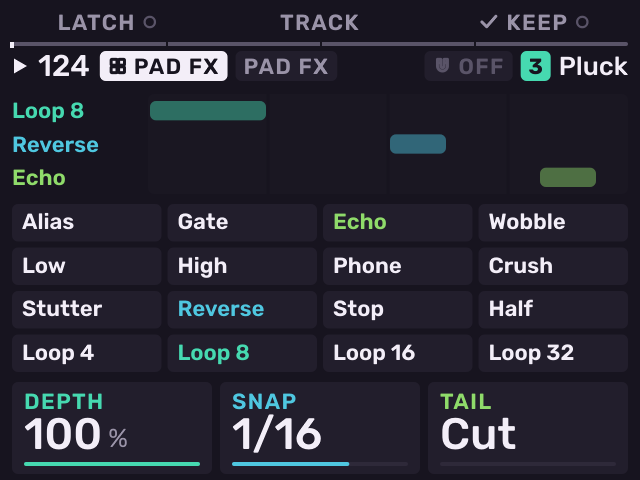 LATCH TRACK KEEP
124 PAD FX PAD FX OFF 3 Pluck
Loop 8
Reverse
Echo
Alias Gate Echo Wobble
Low High Phone Crush
Stutter Reverse Stop Half
Loop 4 Loop 8 Loop 16 Loop 32
DEPTH SNAP TAIL
100 % 1/16 Cut